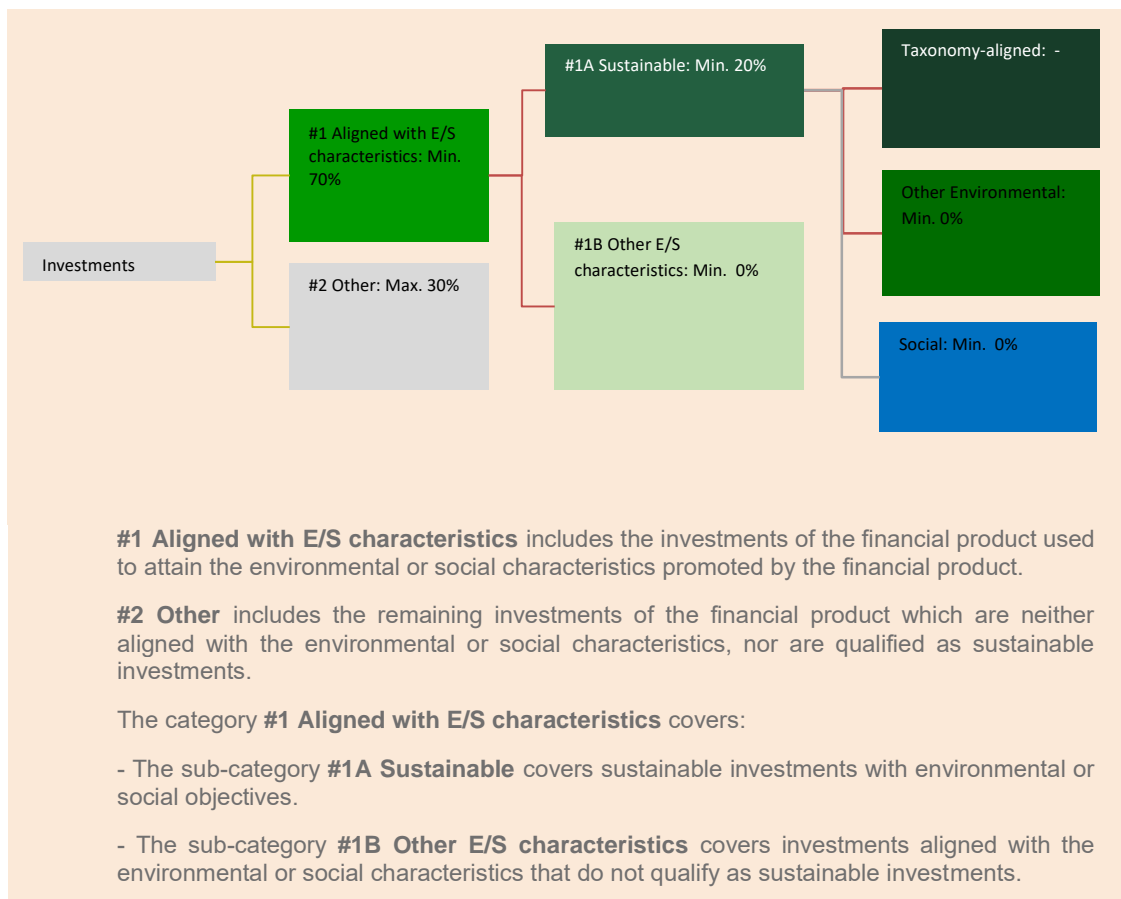 Investments
#1 Aligned with E/S
characteristics: Min.
70%
#2 Other: Max. 30%
#1A Sustainable: Min. 20%
#1B Other E/S
characteristics: Min. 0%
Taxonomy-aligned: -
Other Environmental:
Min. 0%
Social: Min. 0%
#1 Aligned with E/S characteristics includes the investments of the financial product used
to attain the environmental or social characteristics promoted by the financial product.
#2 Other includes the remaining investments of the financial product which are neither
aligned with the environmental or social characteristics, nor are qualified as sustainable
investments.
The category #1 Aligned with E/S characteristics covers:
- The sub-category #1A Sustainable covers sustainable investments with environmental or
social objectives.
- The sub-category #1B Other E/S characteristics covers investments aligned with the
environmental or social characteristics that do not qualify as sustainable investments.